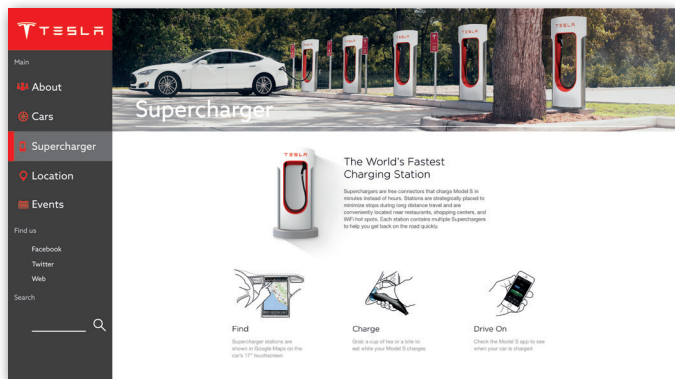 TESLA
Main
About
Cars
Supercharger
Location
Events
Find us
Facebook
Twitter
Web
Search
Supercharger
TESLA
The World's Fastest
Charging Station
Superchargers are free connectors that charge Model S in
minutes instead of hours. Stations are strategically placed to
minimize stops during long distance travel and are
conveniently located near restaurants, shopping centers, and
WiFi hot spots. Each station contains multiple Superchargers
to help you get back on the road quickly.
Find
Supercharger stations are
shown in Google Maps on the
car's 17" touchscreen
Charge
Grab a cup of tea or a bite to
eat while your Model S charges
Drive On
Check the Model S app to see
when your car is charged